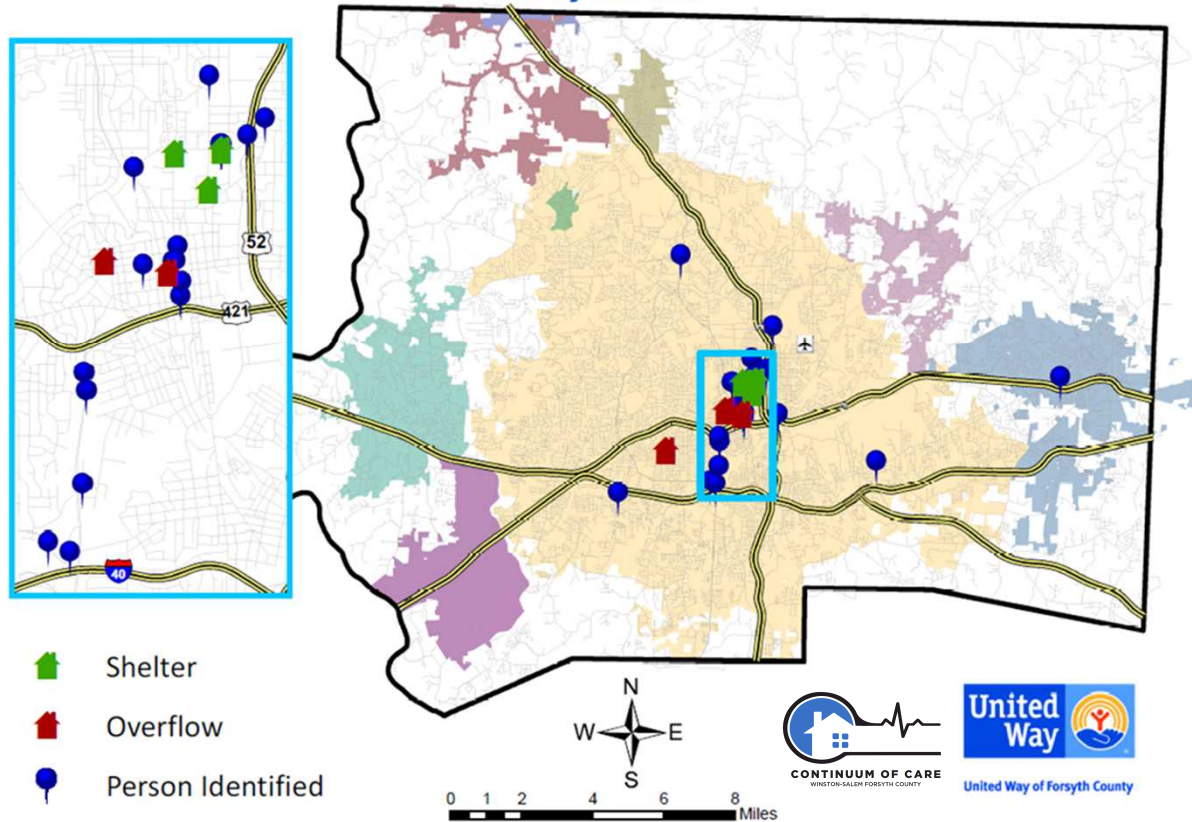 52
421
40
Shelter
Overflow
Person Identified
N
W E
S
0 1 2 4 6 8
Miles
CONTINUUM OF CARE
WINSTON-SALEM FORSYTH COUNTY
United
Way
United Way of Forsyth County